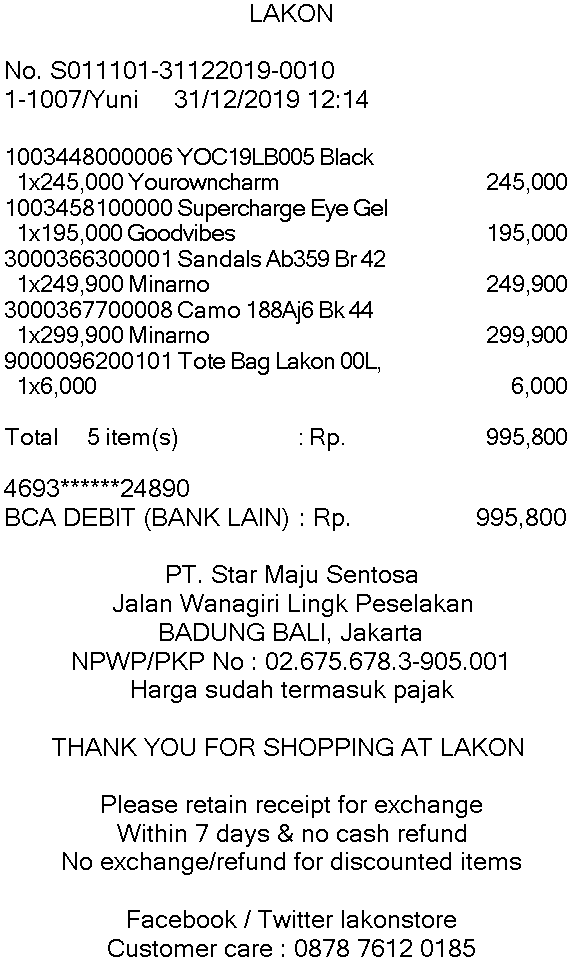 LAKON
No. S011101-31122019-0010
1-1007/Yuni 31/12/2019 12:14
1003448000006 YOC19LB005 Black
1x245,000 Yourowncharm 245,000
1003458100000 Supercharge Eye Gel
1x195,000 Goodvibes 195,000
3000366300001 Sandals Ab359 Br 42
1x249,900 Minarno 249,900
3000367700008 Camo 188Aj6 Bk 44
1x299,900 Minarno 299,900
9000096200101 Tote Bag Lakon 00L,
1x6,000 6,000
Total 5 item(s) : Rp. 995,800
4693******24890
BCA DEBIT (BANK LAIN) : Rp. 995,800
PT. Star Maju Sentosa
Jalan Wanagiri Lingk Peselakan
BADUNG BALI, Jakarta
NPWP/PKP No : 02.675.678.3-905.001
Harga sudah termasuk pajak
THANK YOU FOR SHOPPING AT LAKON
Please retain receipt for exchange
Within 7 days & no cash refund
No exchange/refund for discounted items
Facebook / Twitter lakonstore
Customer care : 0878 7612 0185